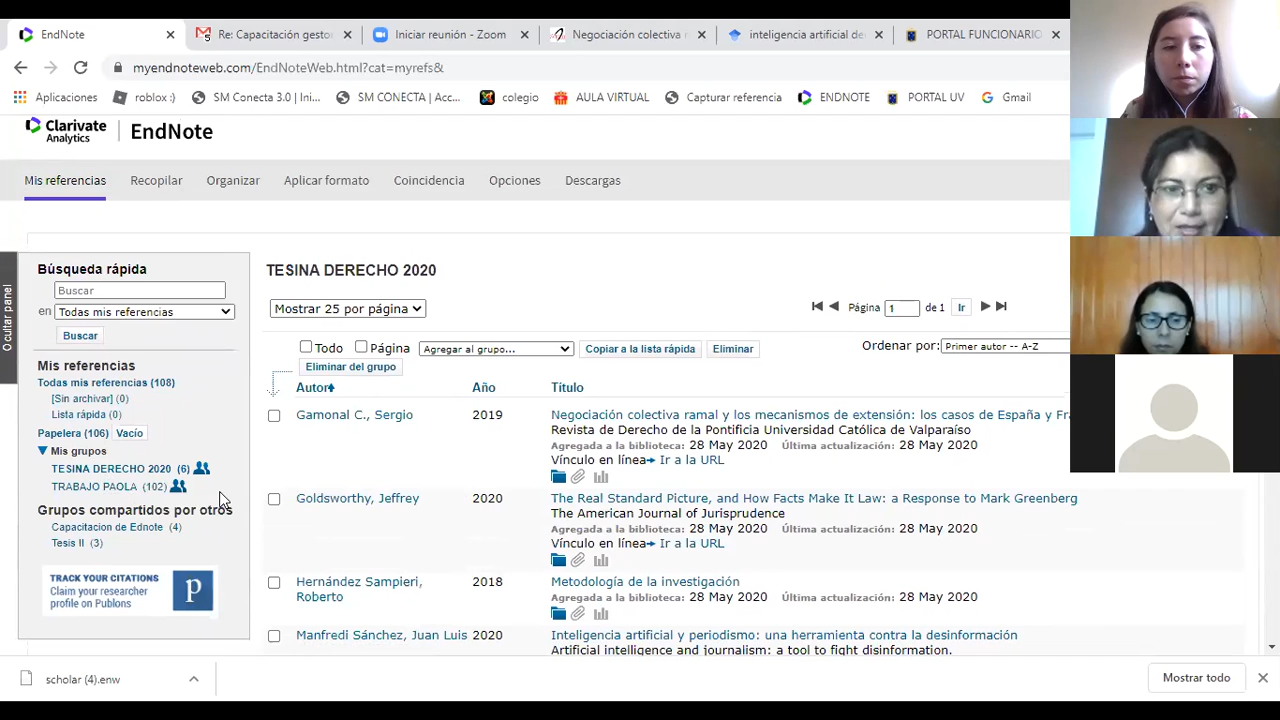 EndNote
Re: Capacitación gesto
Iniciar reunión - Zoom
Negociación colectiva r
inteligencia artificial de
PORTAL FUNCIONARIO
myendnoteweb.com/EndNoteWeb.html?cat=myrefs&
Aplicaciones
roblox :)
SM Conecta 3.0 | Ini...
SM CONECTA | Acc...
colegio
AULA VIRTUAL
Capturar referencia
ENDNOTE
PORTAL UV
Gmail
Clarivate
Analytics
EndNote
Mis referencias
Recopilar
Organizar
Aplicar formato
Coincidencia
Opciones
Descargas
Ocultar panel
Búsqueda rápida
Buscar
en Todas mis referencias
Buscar
Mis referencias
Todas mis referencias (108)
[Sin archivar] (0)
Lista rápida (0)
Papelera (106) Vacío
Mis grupos
TESINA DERECHO 2020 (6)
TRABAJO PAOLA (102)
Grupos compartidos por otros
Capacitacion de Ednote (4)
Tesis II (3)
TRACK YOUR CITATIONS
Claim your researcher
profile on Publons
p
TESINA DERECHO 2020
Mostrar 25 por página
Página 1 de 1 Ir
Todo Página Agregar al grupo... Copiar a la lista rápida Eliminar
Ordenar por: Primer autor -- A-Z
Eliminar del grupo
Autor Año Título
Gamonal C., Sergio 2019 Negociación colectiva ramal y los mecanismos de extensión: los casos de España y Fra
Revista de Derecho de la Pontificia Universidad Católica de Valparaíso
Agregada a la biblioteca: 28 May 2020 Última actualización: 28 May 2020
Vínculo en línea Ir a la URL
Goldsworthy, Jeffrey 2020 The Real Standard Picture, and How Facts Make It Law: a Response to Mark Greenberg
The American Journal of Jurisprudence
Agregada a la biblioteca: 28 May 2020 Última actualización: 28 May 2020
Vínculo en línea Ir a la URL
Hernández Sampieri, 2018 Metodología de la investigación
Roberto Agregada a la biblioteca: 28 May 2020 Última actualización: 28 May 2020
Manfredi Sánchez, Juan Luis 2020 Inteligencia artificial y periodismo: una herramienta contra la desinformación
Artificial intelligence and journalism: a tool to fight disinformation.
scholar (4).enw
Mostrar todo